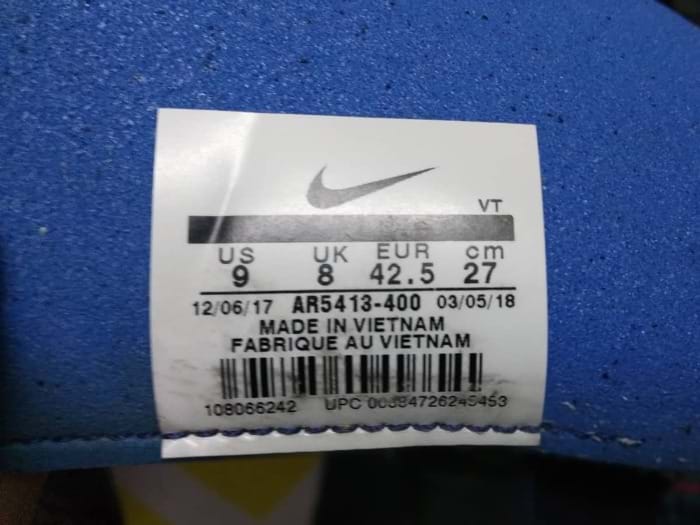 VT
US UK EUR cm
9 8 42.5 27
12/06/17 AR5413-400 03/05/18
MADE IN VIETNAM
FABRIQUE AU VIETNAM
108066242 UPC